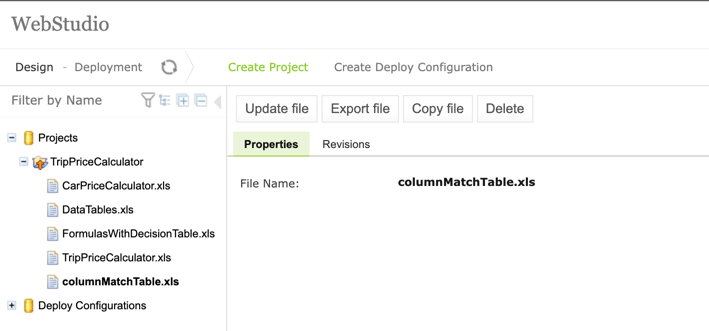 WebStudio
Design - Deployment Create Project Create Deploy Configuration
Filter by Name
Update file Export file Copy file Delete
Properties Revisions
File Name: columnMatchTable.xls
Projects
TripPriceCalculator
CarPriceCalculator.xls
DataTables.xls
FormulasWithDecisionTable.xls
TripPriceCalculator.xls
columnMatchTable.xls
Deploy Configurations